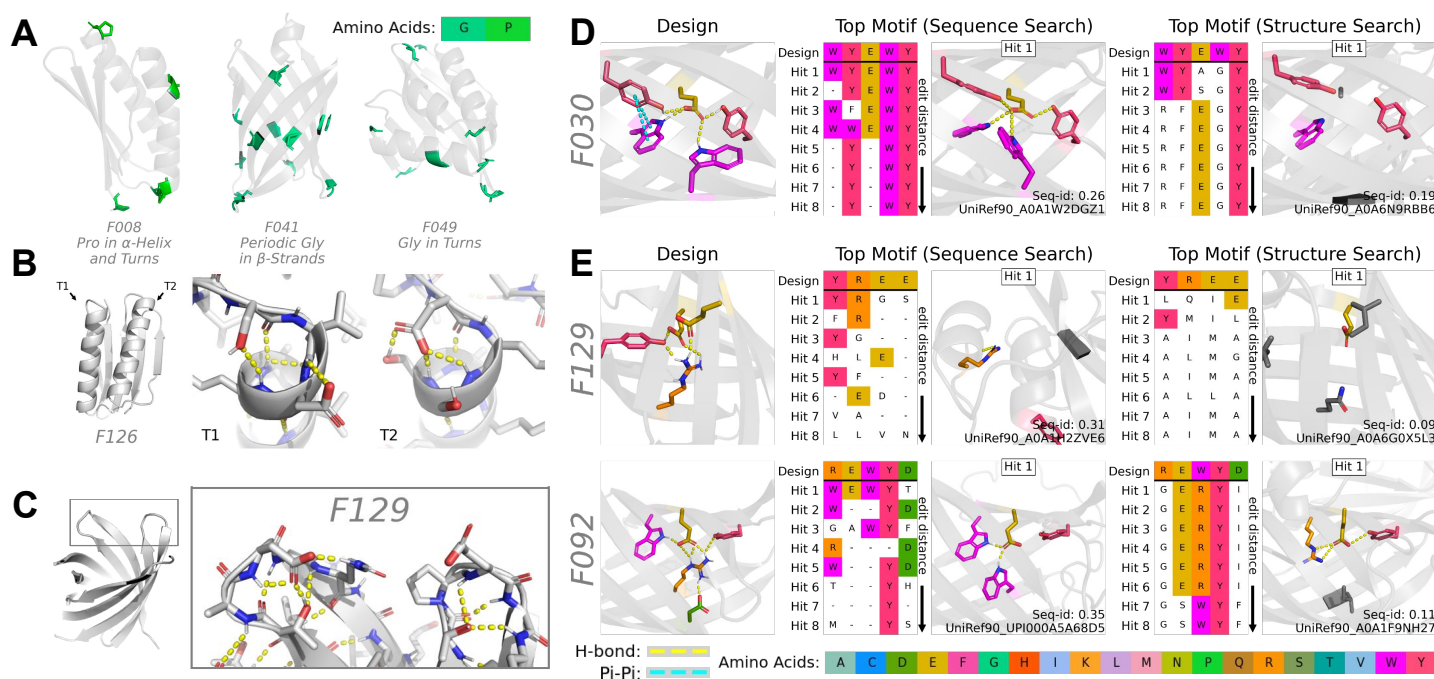 A
Amino Acids: G P
F008
Pro in α-Helix
and Turns
F041
Periodic Gly
in β-Strands
F049
Gly in Turns
B
T1
T2
F126
T1
T2
C
F129
D
F030
Design
Top Motif (Sequence Search)
Design W Y E W Y
Hit 1 W Y E W Y
Hit 2 - Y E W Y
Hit 3 W F E W Y
Hit 4 W W E W Y
Hit 5 - Y - W Y
Hit 6 - Y - W Y
Hit 7 - Y - W Y
Hit 8 - Y - W Y
edit distance
Hit 1
Seq-id: 0.26
UniRef90_A0A1W2DGZ1
Top Motif (Structure Search)
Design W Y E W Y
Hit 1 W Y A G Y
Hit 2 W Y S G Y
Hit 3 R F E G Y
Hit 4 R F E G Y
Hit 5 R F E G Y
Hit 6 R F E G Y
Hit 7 R F E G Y
Hit 8 R F E G Y
edit distance
Hit 1
Seq-id: 0.19
UniRef90_A0A6N9RBB6
E
F129
Design
Top Motif (Sequence Search)
Design Y R E E
Hit 1 Y R G S
Hit 2 F R - -
Hit 3 Y G - -
Hit 4 H L E -
Hit 5 Y F - -
Hit 6 - E D -
Hit 7 V A - -
Hit 8 L L V N
edit distance
Hit 1
Seq-id: 0.31
UniRef90_A0A1H2ZVE6
Top Motif (Structure Search)
Design Y R E E
Hit 1 L Q I E
Hit 2 Y M I L
Hit 3 A I M A
Hit 4 A L M G
Hit 5 A I M A
Hit 6 A L L A
Hit 7 A I M A
Hit 8 A I M A
edit distance
Hit 1
Seq-id: 0.09
UniRef90_A0A6G0X5L3
F092
Design R E W Y D
Hit 1 W E W Y T
Hit 2 W - - Y D
Hit 3 G A W Y F
Hit 4 R - - - D
Hit 5 W - - Y D
Hit 6 T - - Y H
Hit 7 - - - Y -
Hit 8 M - - Y S
edit distance
Hit 1
Seq-id: 0.35
UniRef90_UPI000A5A68D5
Design R E W Y D
Hit 1 G E R Y I
Hit 2 G E R Y I
Hit 3 G E R Y I
Hit 4 G E R Y I
Hit 5 G E R Y I
Hit 6 G E R Y I
Hit 7 G S W Y F
Hit 8 G S W Y F
edit distance
Hit 1
Seq-id: 0.11
UniRef90_A0A1F9NH27
H-bond:
Pi-Pi:
Amino Acids: A C D E F G H I K L M N P Q R S T V W Y